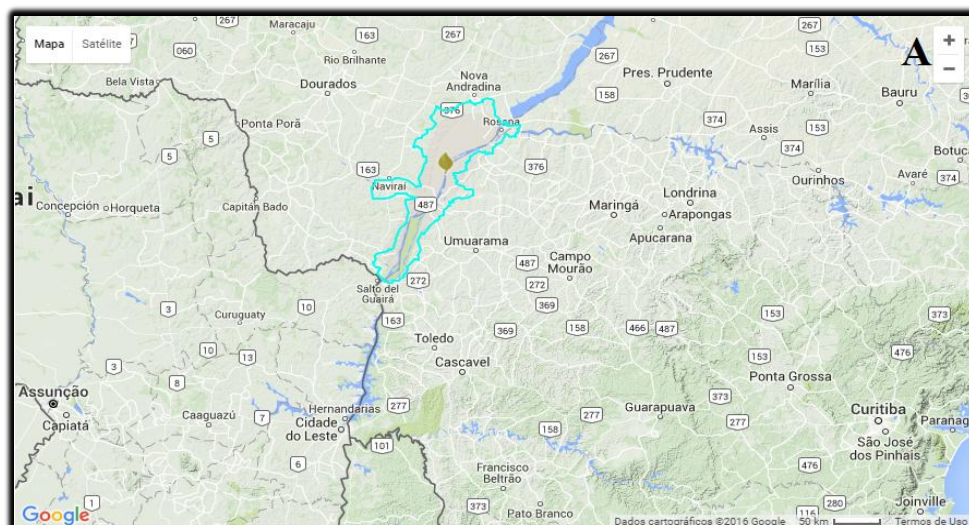 267
Maracaju
163
267
267
153
Mapa
Satélite
A
+
−
060
Rio Brilhante
267
Bela Vista
Dourados
Nova
Andradina
Pres. Prudente
158
Marília
Bauru
376
Rosana
374
153
Ponta Porã
Assis
374
5
5
163
Naviraí
376
Botuc
Ourinhos
Avaré
374
ai
Concepción
Horqueta
Capitán Bado
487
Londrina
Maringá
Arapongas
Apucarana
Umuarama
Campo
Mourão
487
272
272
Salto del
Guairá
369
10
3
Curuguaty
163
153
373
369
158
466
487
Toledo
10
13
Cascavel
153
476
3
8
Ponta Grossa
373
Assunção
Capiatá
Caaguazú
7
Hernandarias
Cidade
do Leste
277
Guarapuava
277
277
Curitiba
Paranag
101
158
São José
dos Pinhais
6
476
Francisco
Beltrão
373
1
Pato Branco
280
116
Joinville
Google
Dados cartográficos ©2016 Google
50 km
Termos de Uso